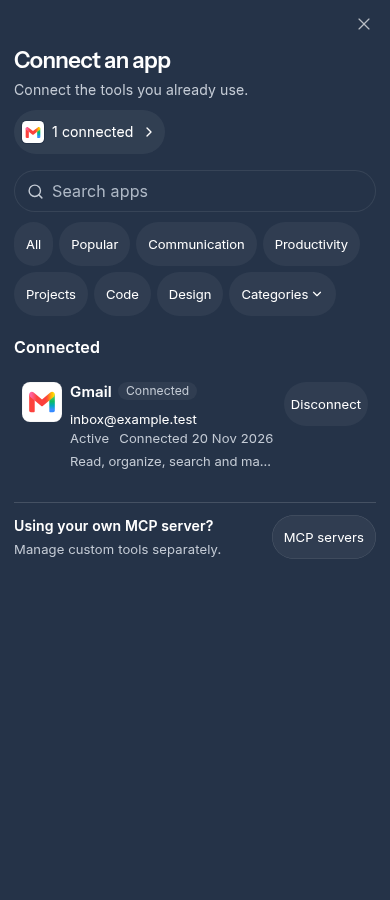 Connect an app
Connect the tools you already use.
1 connected
Search apps
All Popular Communication Productivity
Projects Code Design Categories
Connected
Gmail Connected
Disconnect
inbox@example.test
Active Connected 20 Nov 2026
Read, organize, search and ma...
Using your own MCP server?
Manage custom tools separately.
MCP servers